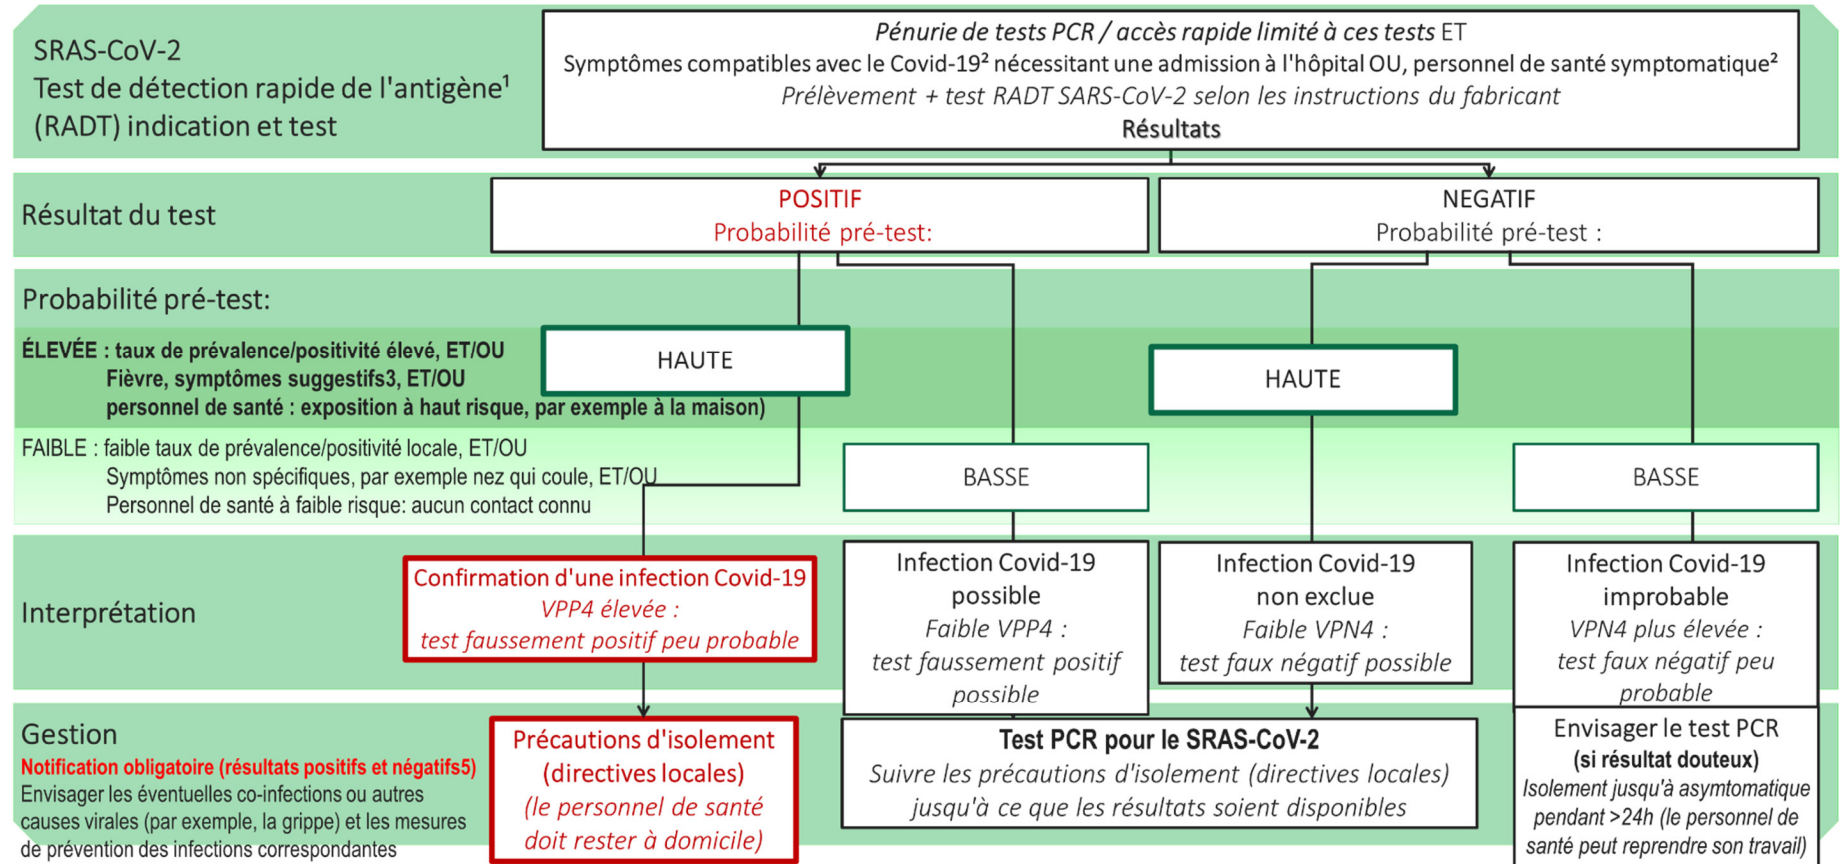 SRAS-CoV-2
Test de détection rapide de l'antigène¹
(RADT) indication et test
Pénurie de tests PCR / accès rapide limité à ces tests ET
Symptômes compatibles avec le Covid-19² nécessitant une admission à l'hôpital OU, personnel de santé symptomatique²
Prélèvement + test RADT SARS-CoV-2 selon les instructions du fabricant
Résultats
Résultat du test
POSITIF
Probabilité pré-test:
NEGATIF
Probabilité pré-test :
Probabilité pré-test:
ÉLEVÉE : taux de prévalence/positivité élevé, ET/OU
Fièvre, symptômes suggestifs3, ET/OU
personnel de santé : exposition à haut risque, par exemple à la maison)
HAUTE
HAUTE
FAIBLE : faible taux de prévalence/positivité locale, ET/OU
Symptômes non spécifiques, par exemple nez qui coule, ET/OU
Personnel de santé à faible risque: aucun contact connu
BASSE
BASSE
Interprétation
Confirmation d'une infection Covid-19
VPP4 élevée :
test faussement positif peu probable
Infection Covid-19
possible
Faible VPP4 :
test faussement positif
possible
Infection Covid-19
non exclue
Faible VPN4 :
test faux négatif possible
Infection Covid-19
improbable
VPN4 plus élevée :
test faux négatif peu
probable
Gestion
Notification obligatoire (résultats positifs et négatifs5)
Envisager les éventuelles co-infections ou autres
causes virales (par exemple, la grippe) et les mesures
de prévention des infections correspondantes
Précautions d'isolement
(directives locales)
(le personnel de santé
doit rester à domicile)
Test PCR pour le SRAS-CoV-2
Suivre les précautions d'isolement (directives locales)
jusqu'à ce que les résultats soient disponibles
Envisager le test PCR
(si résultat douteux)
Isolement jusqu'à asymtomatique
pendant >24h (le personnel de
santé peut reprendre son travail)